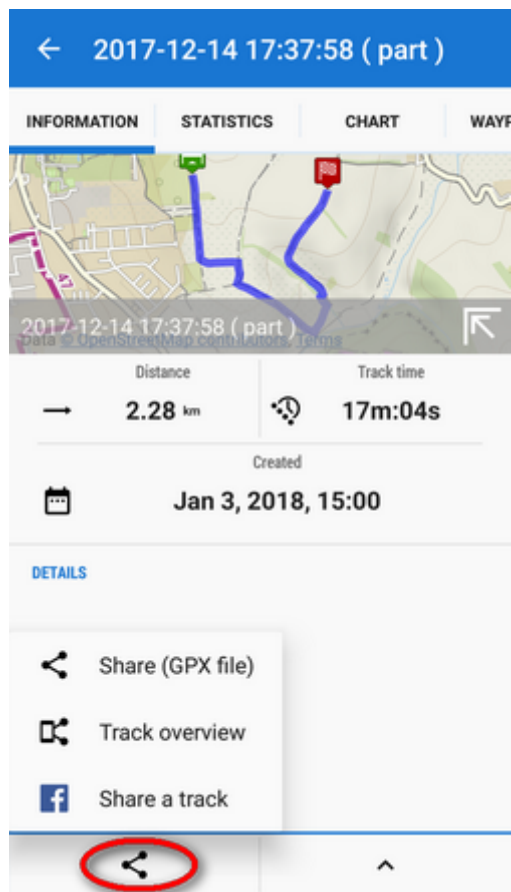 2017-12-14 17:37:58 ( part )
INFORMATION STATISTICS CHART WAYP
47
2017-12-14 17:37:58 ( part )
Data © OpenStreetMap contributors, Terms
Distance Track time
2.28 km 17m:04s
Created
Jan 3, 2018, 15:00
DETAILS
Share (GPX file)
Track overview
Share a track